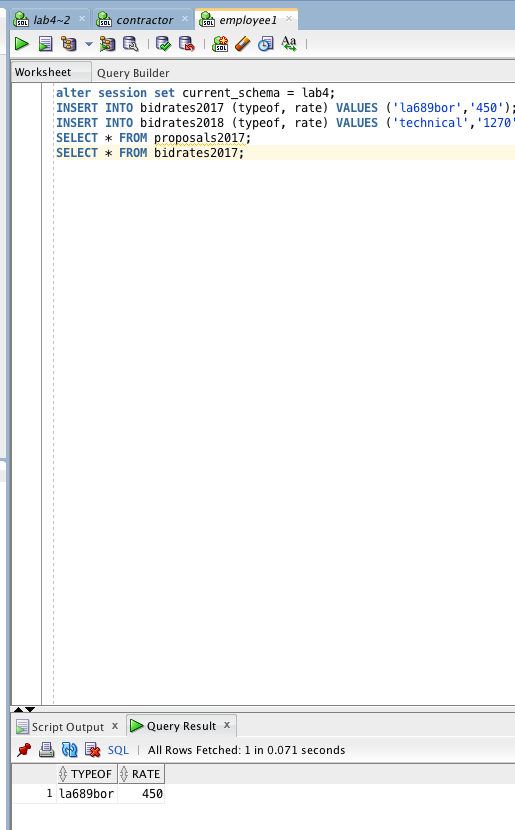 lab4~2 contractor employee1
Worksheet Query Builder
alter session set current_schema = lab4;
INSERT INTO bidrates2017 (typeof, rate) VALUES ('la689bor','450');
INSERT INTO bidrates2018 (typeof, rate) VALUES ('technical','1270'
SELECT * FROM proposals2017;
SELECT * FROM bidrates2017;
Script Output x Query Result x
SQL All Rows Fetched: 1 in 0.071 seconds
TYPEOF RATE
1 la689bor 450